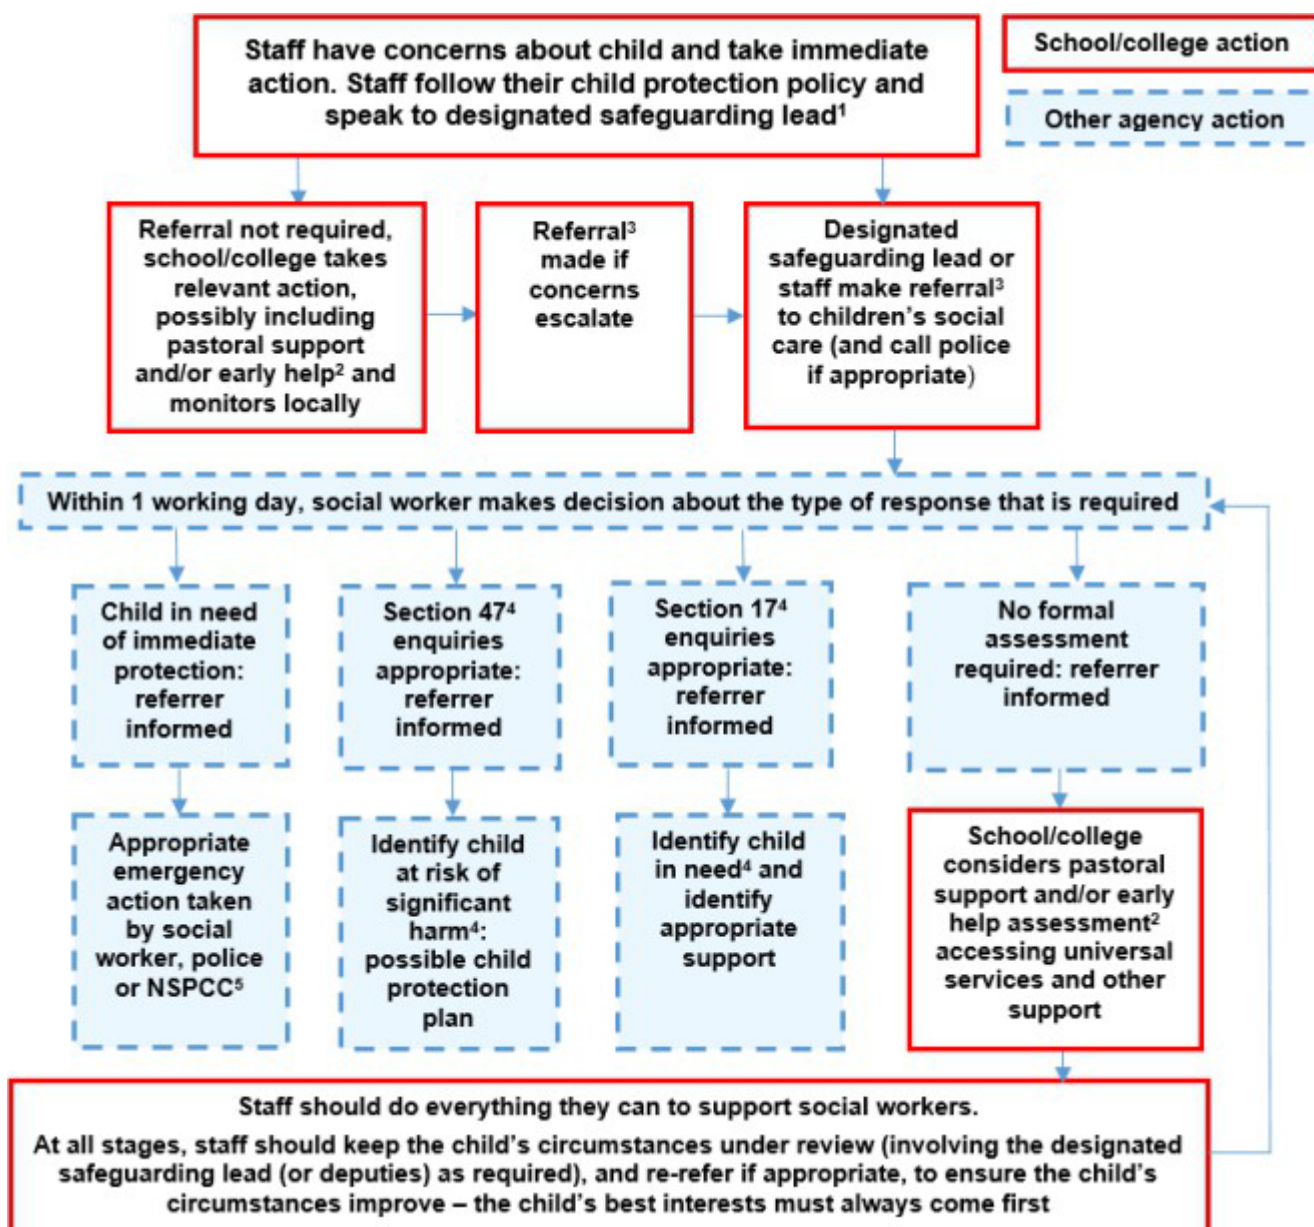 Staff have concerns about child and take immediate
action. Staff follow their child protection policy and
speak to designated safeguarding lead¹
School/college action
Other agency action
Referral not required,
school/college takes
relevant action,
possibly including
pastoral support
and/or early help² and
monitors locally
Referral³
made if
concerns
escalate
Designated
safeguarding lead or
staff make referral³
to children’s social
care (and call police
if appropriate)
Within 1 working day, social worker makes decision about the type of response that is required
Child in need
of immediate
protection:
referrer
informed
Section 47⁴
enquiries
appropriate:
referrer
informed
Section 17⁴
enquiries
appropriate:
referrer
informed
No formal
assessment
required: referrer
informed
Appropriate
emergency
action taken
by social
worker, police
or NSPCC⁵
Identify child
at risk of
significant
harm⁴:
possible child
protection
plan
Identify child
in need⁴ and
identify
appropriate
support
School/college
considers pastoral
support and/or early
help assessment²
accessing universal
services and other
support
Staff should do everything they can to support social workers.
At all stages, staff should keep the child’s circumstances under review (involving the designated
safeguarding lead (or deputies) as required), and re-refer if appropriate, to ensure the child’s
circumstances improve – the child’s best interests must always come first